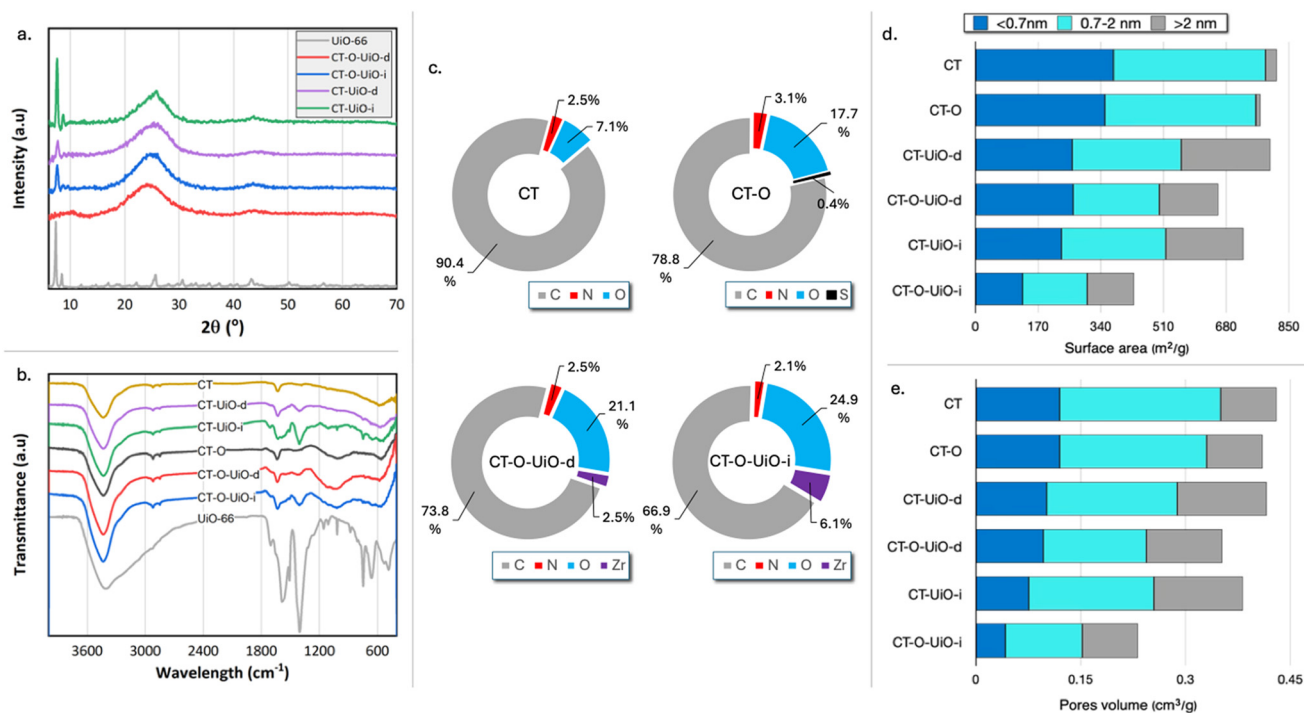 a.
UiO-66
CT-O-UiO-d
CT-O-UiO-i
CT-UiO-d
CT-UiO-i
Intensity (a.u)
10 20 30 40 50 60 70
2θ (°)
b.
CT
CT-UiO-d
CT-UiO-i
CT-O
CT-O-UiO-d
CT-O-UiO-i
UiO-66
Transmittance (a.u)
3600 3000 2400 1800 1200 600
Wavelength (cm⁻¹)
c.
2.5%
7.1%
CT
90.4
%
C N O
3.1%
17.7
%
CT-O
0.4%
78.8
%
C N O S
2.5%
21.1
%
CT-O-UiO-d
73.8
%
2.5%
C N O Zr
2.1%
24.9
%
CT-O-UiO-i
66.9
%
6.1%
C N O Zr
d.
<0.7nm 0.7-2 nm >2 nm
CT
CT-O
CT-UiO-d
CT-O-UiO-d
CT-UiO-i
CT-O-UiO-i
0 170 340 510 680 850
Surface area (m²/g)
e.
CT
CT-O
CT-UiO-d
CT-O-UiO-d
CT-UiO-i
CT-O-UiO-i
0 0.15 0.3 0.45
Pores volume (cm³/g)